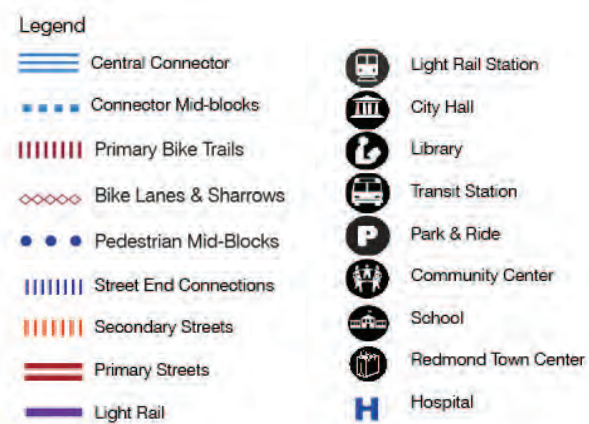 Legend
Central Connector
Connector Mid-blocks
Primary Bike Trails
Bike Lanes & Sharrows
Pedestrian Mid-Blocks
Street End Connections
Secondary Streets
Primary Streets
Light Rail
Light Rail Station
City Hall
Library
Transit Station
P
Park & Ride
Community Center
School
Redmond Town Center
H
Hospital